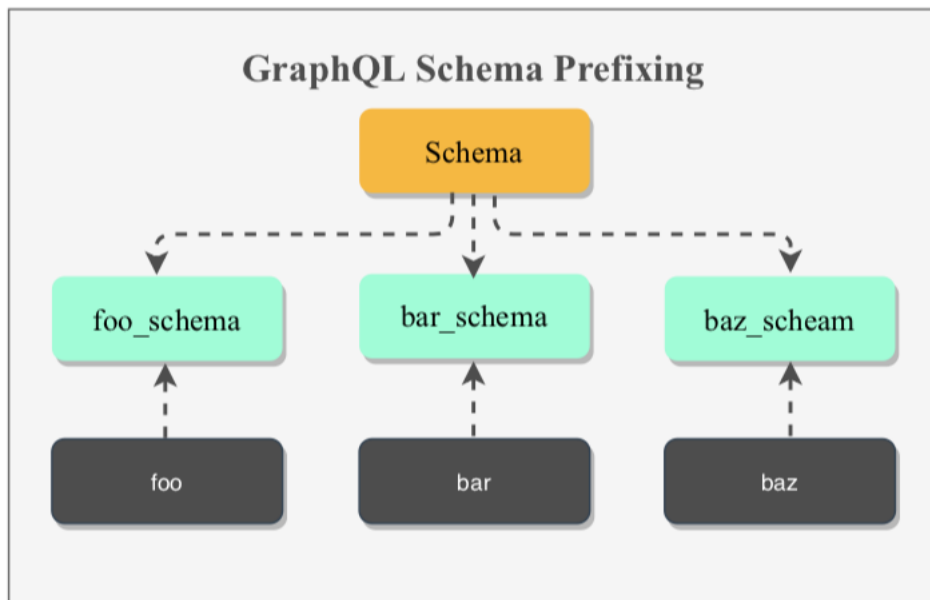 GraphQL Schema Prefixing
Schema
foo_schema
bar_schema
baz_scheam
foo
bar
baz